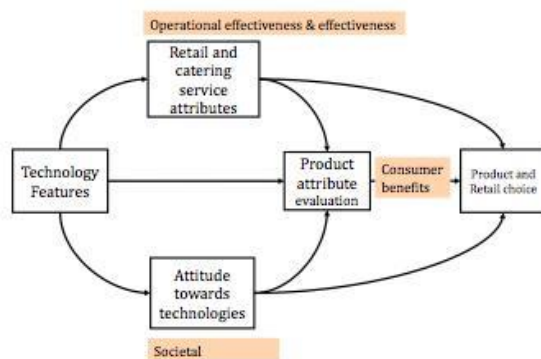 Operational effectiveness & effectiveness
Retail and
catering
service
attributes
Technology
Features
Product
attribute
evaluation
Consumer
benefits
Product and
Retail choice
Attitude
towards
technologies
Societal